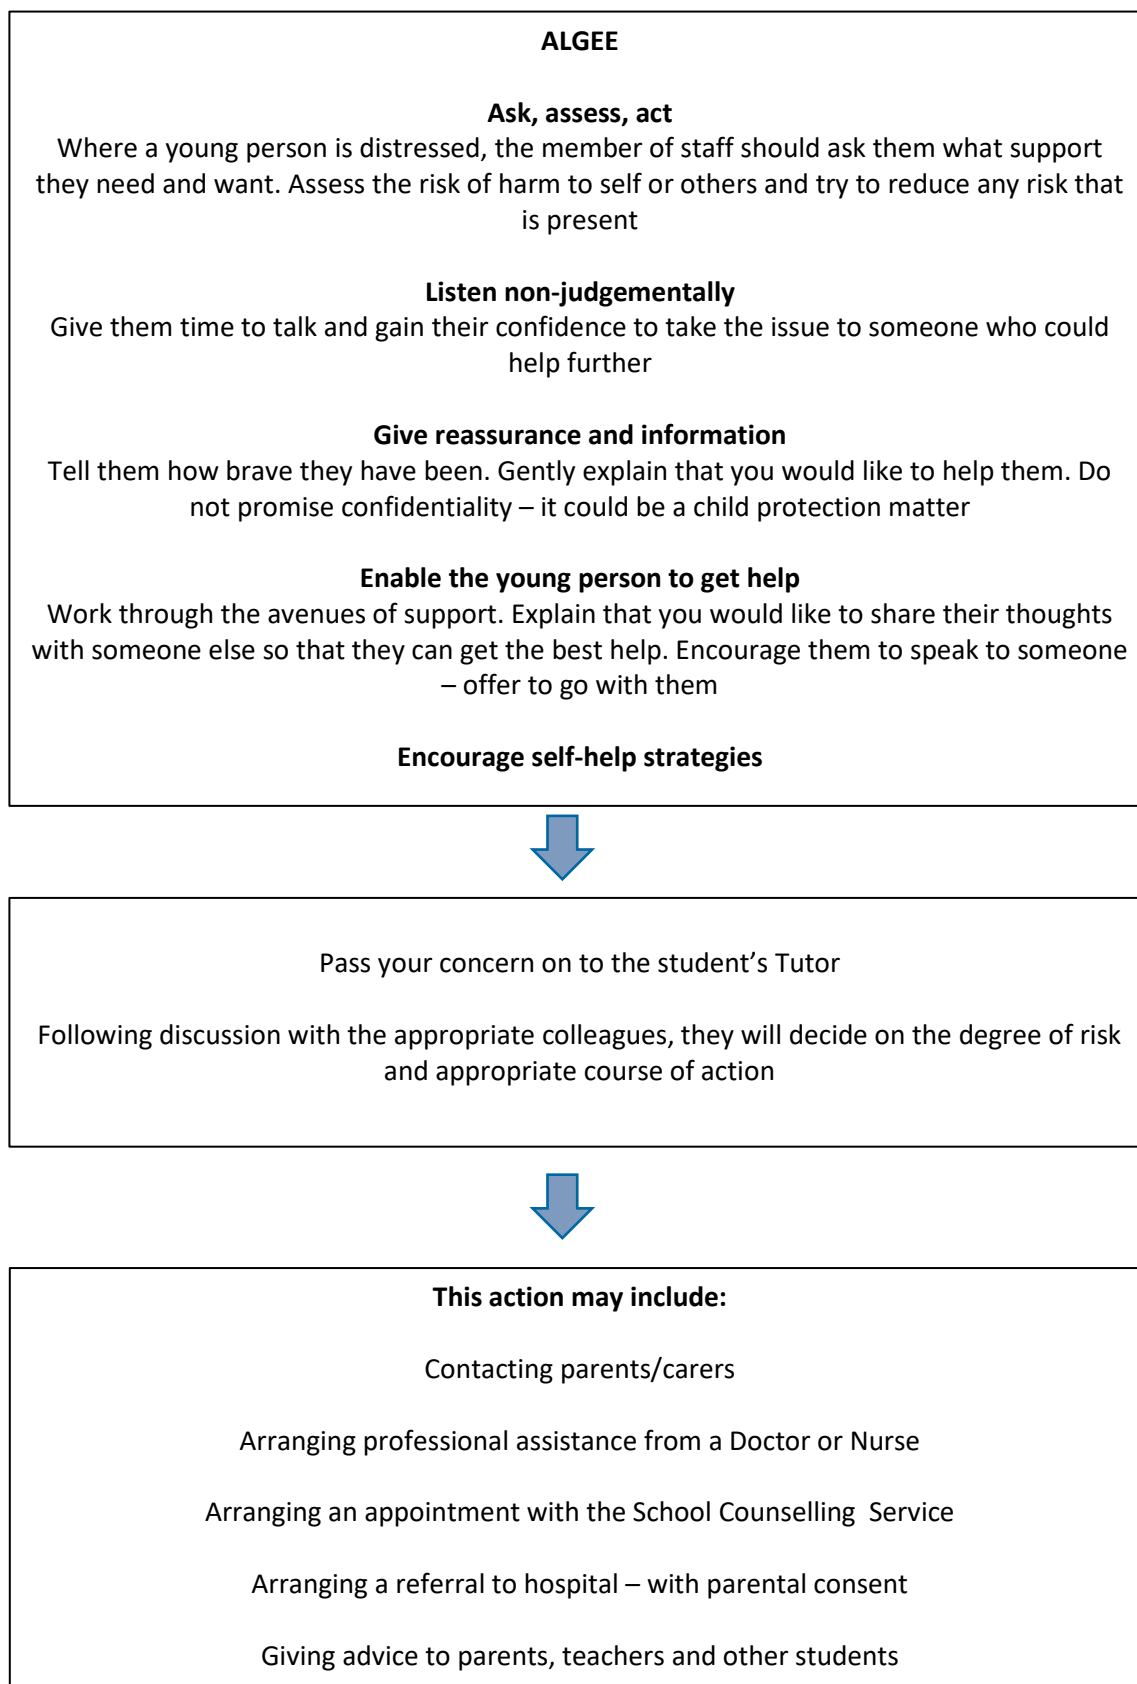 ALGEE
Ask, assess, act
Where a young person is distressed, the member of staff should ask them what support
they need and want. Assess the risk of harm to self or others and try to reduce any risk that
is present
Listen non-judgementally
Give them time to talk and gain their confidence to take the issue to someone who could
help further
Give reassurance and information
Tell them how brave they have been. Gently explain that you would like to help them. Do
not promise confidentiality – it could be a child protection matter
Enable the young person to get help
Work through the avenues of support. Explain that you would like to share their thoughts
with someone else so that they can get the best help. Encourage them to speak to someone
– offer to go with them
Encourage self-help strategies
Pass your concern on to the student’s Tutor
Following discussion with the appropriate colleagues, they will decide on the degree of risk
and appropriate course of action
This action may include:
Contacting parents/carers
Arranging professional assistance from a Doctor or Nurse
Arranging an appointment with the School Counselling  Service
Arranging a referral to hospital – with parental consent
Giving advice to parents, teachers and other students